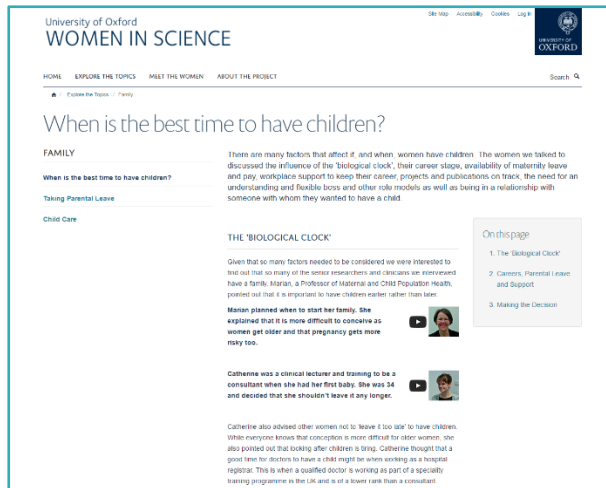 Site Map Accessibility Cookies Log in
University of Oxford
WOMEN IN SCIENCE
UNIVERSITY OF
OXFORD
HOME EXPLORE THE TOPICS MEET THE WOMEN ABOUT THE PROJECT
Search
/ Explore the Topics / Family
When is the best time to have children?
FAMILY
When is the best time to have children?
Taking Parental Leave
Child Care
There are many factors that affect if, and when, women have children. The women we talked to
discussed the influence of the 'biological clock', their career stage, availability of maternity leave
and pay, workplace support to keep their career, projects and publications on track, the need for an
understanding and flexible boss and other role models as well as being in a relationship with
someone with whom they wanted to have a child.
THE 'BIOLOGICAL CLOCK'
Given that so many factors needed to be considered we were interested to
find out that so many of the senior researchers and clinicians we interviewed
have a family. Marian, a Professor of Maternal and Child Population Health,
pointed out that it is important to have children earlier rather than later.
Marian planned when to start her family. She
explained that it is more difficult to conceive as
women get older and that pregnancy gets more
risky too.
Catherine was a clinical lecturer and training to be a
consultant when she had her first baby. She was 34
and decided that she shouldn't leave it any longer.
Catherine also advised other women not to 'leave it too late' to have children.
While everyone knows that conception is more difficult for older women, she
also pointed out that looking after children is tiring. Catherine thought that a
good time for doctors to have a child might be when working as a hospital
registrar. This is when a qualified doctor is working as part of a speciality
training programme in the UK and is of a lower rank than a consultant.
On this page
1. The 'Biological Clock'
2. Careers, Parental Leave
and Support
3. Making the Decision